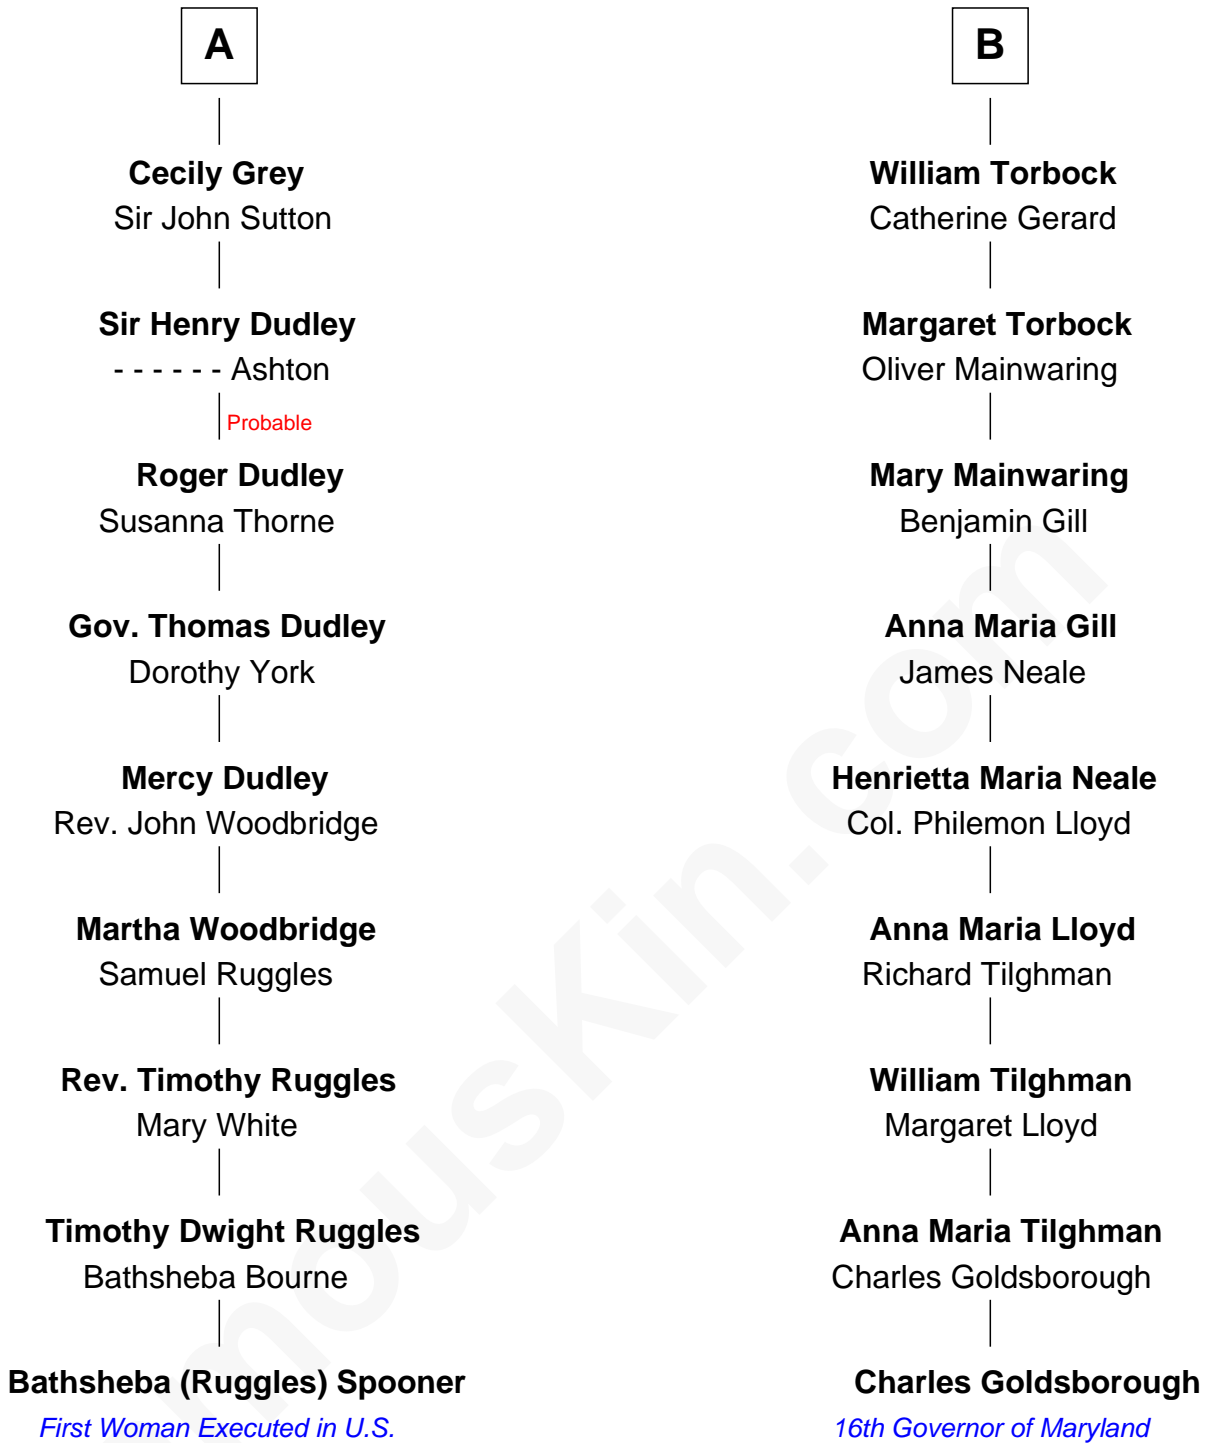 A
Cecily Grey
Sir John Sutton
Sir Henry Dudley
- - - - - - Ashton
Probable
Roger Dudley
Susanna Thorne
Gov. Thomas Dudley
Dorothy York
Mercy Dudley
Rev. John Woodbridge
Martha Woodbridge
Samuel Ruggles
Rev. Timothy Ruggles
Mary White
Timothy Dwight Ruggles
Bathsheba Bourne
Bathsheba (Ruggles) Spooner
First Woman Executed in U.S.
B
William Torbock
Catherine Gerard
Margaret Torbock
Oliver Mainwaring
Mary Mainwaring
Benjamin Gill
Anna Maria Gill
James Neale
Henrietta Maria Neale
Col. Philemon Lloyd
Anna Maria Lloyd
Richard Tilghman
William Tilghman
Margaret Lloyd
Anna Maria Tilghman
Charles Goldsborough
Charles Goldsborough
16th Governor of Maryland
mousKin.com